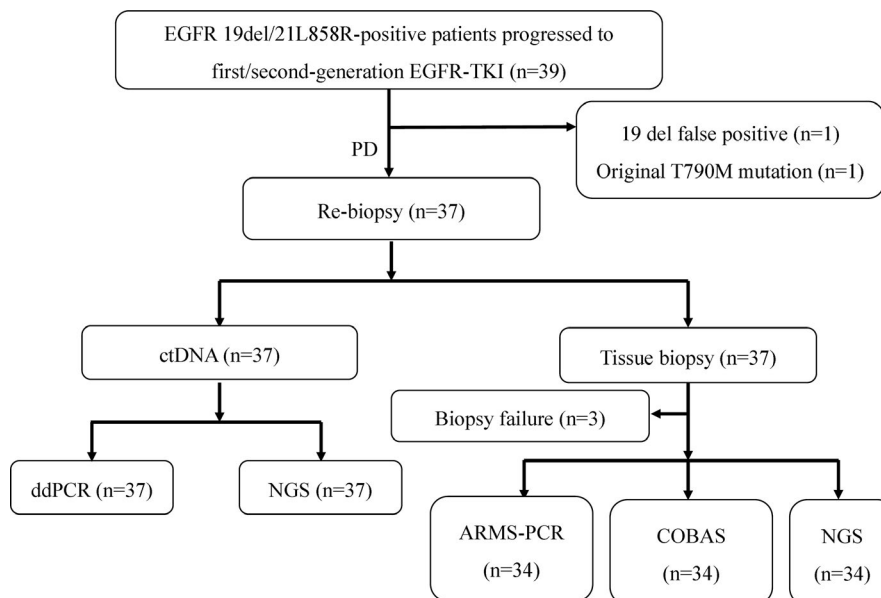 EGFR 19del/21L858R-positive patients progressed to
first/second-generation EGFR-TKI (n=39)
19 del false positive (n=1)
Original T790M mutation (n=1)
PD
Re-biopsy (n=37)
ctDNA (n=37)
Tissue biopsy (n=37)
Biopsy failure (n=3)
ddPCR (n=37)
NGS (n=37)
ARMS-PCR
(n=34)
COBAS
(n=34)
NGS
(n=34)